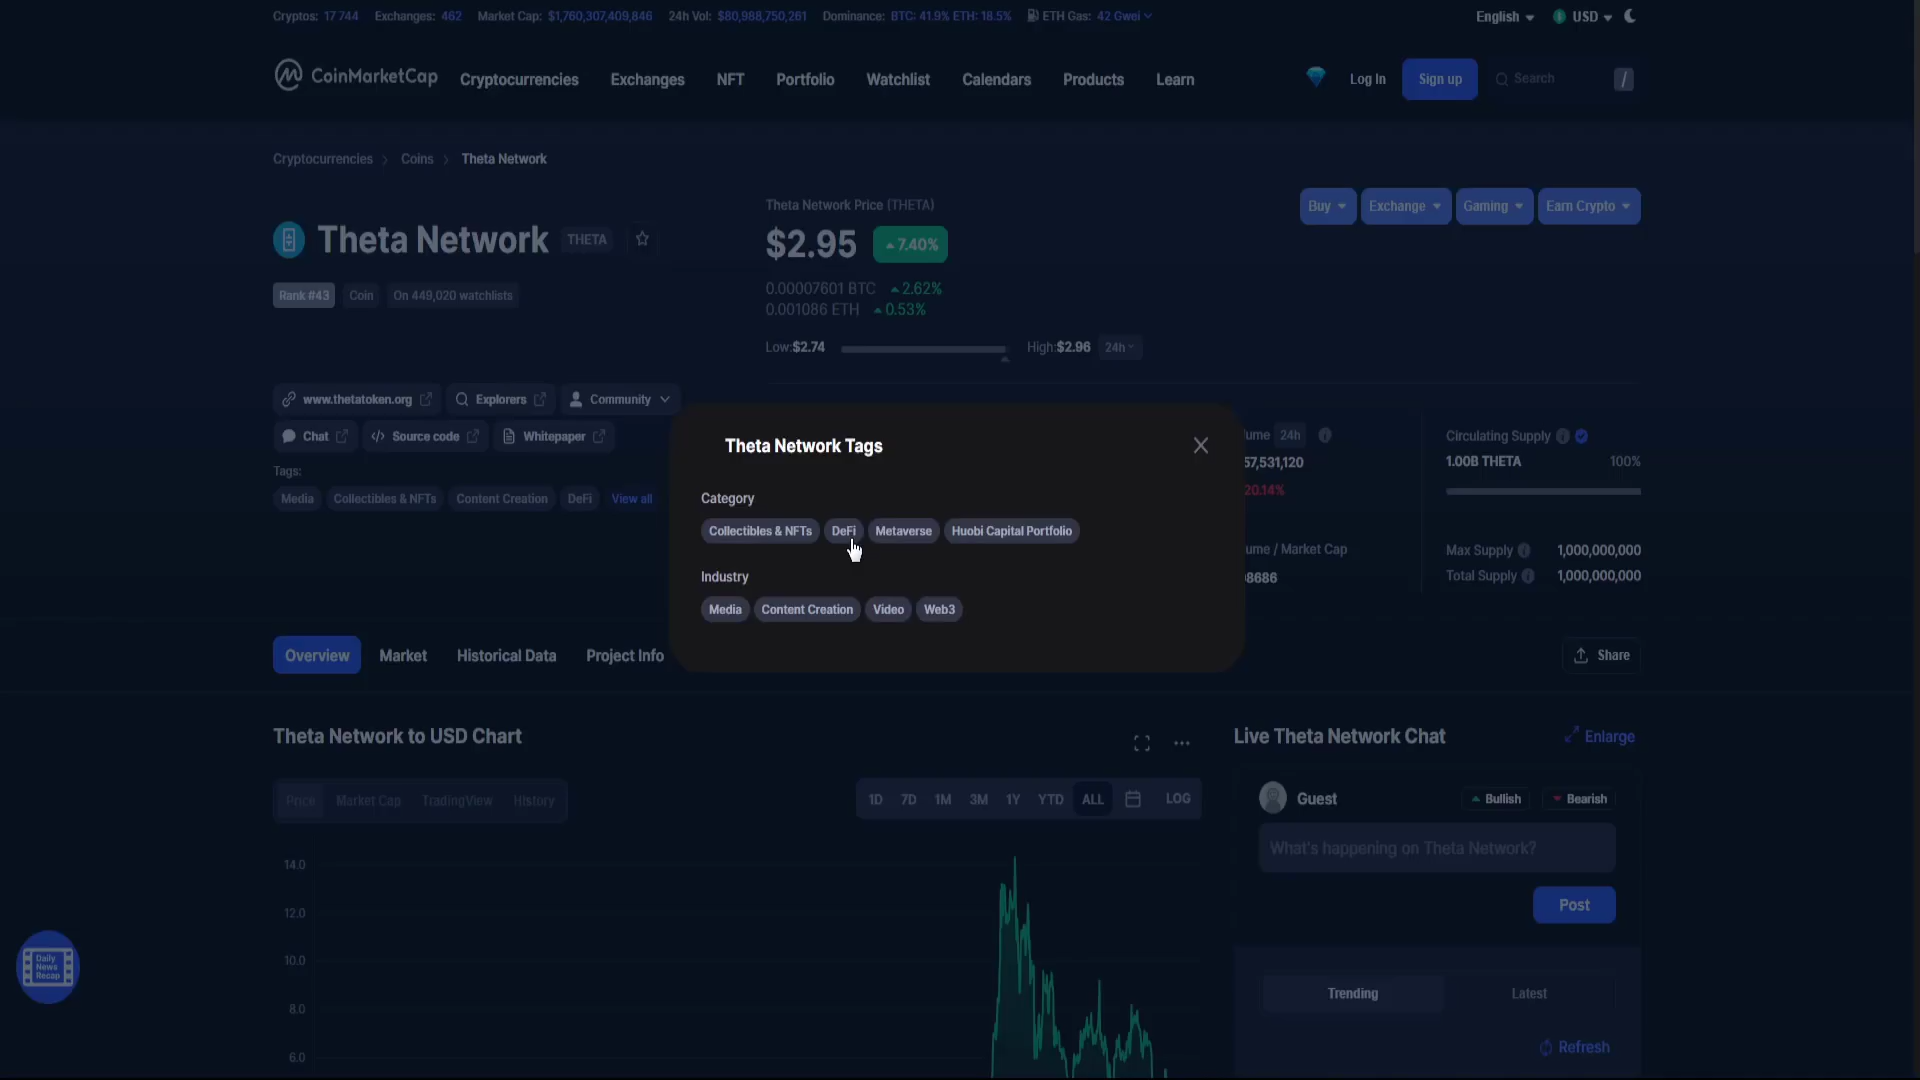 Cryptos: 17 744 Exchanges: 462 Market Cap: $1,760,307,409,846 24h Vol: $80,988,750,261 Dominance: BTC: 41.9% ETH: 18.5% ETH Gas: 42 Gwei
English USD
CoinMarketCap Cryptocurrencies Exchanges NFT Portfolio Watchlist Calendars Products Learn Log In Sign up Search /
Cryptocurrencies Coins Theta Network
Theta Network THETA
Rank #43 Coin On 449,020 watchlists
Theta Network Price (THETA)
$2.95 7.40%
0.00007601 BTC 2.62%
0.001086 ETH 0.53%
Low:$2.74 High:$2.96 24h
Buy Exchange Gaming Earn Crypto
www.thetatoken.org Explorers Community
Chat Source code Whitepaper
Tags:
Media Collectibles & NFTs Content Creation DeFi View all
Theta Network Tags
Category
Collectibles & NFTs DeFi Metaverse Huobi Capital Portfolio
Industry
Media Content Creation Video Web3
ume 24h
57,531,120
20.14%
ume / Market Cap
8686
Circulating Supply
1.00B THETA 100%
Max Supply 1,000,000,000
Total Supply 1,000,000,000
Overview Market Historical Data Project Info
Share
Theta Network to USD Chart
Price Market Cap TradingView History
1D 7D 1M 3M 1Y YTD ALL LOG
14.0
12.0
10.0
8.0
6.0
Live Theta Network Chat Enlarge
Guest Bullish Bearish
What's happening on Theta Network?
Post
Trending Latest
Refresh
Daily
News
Recap